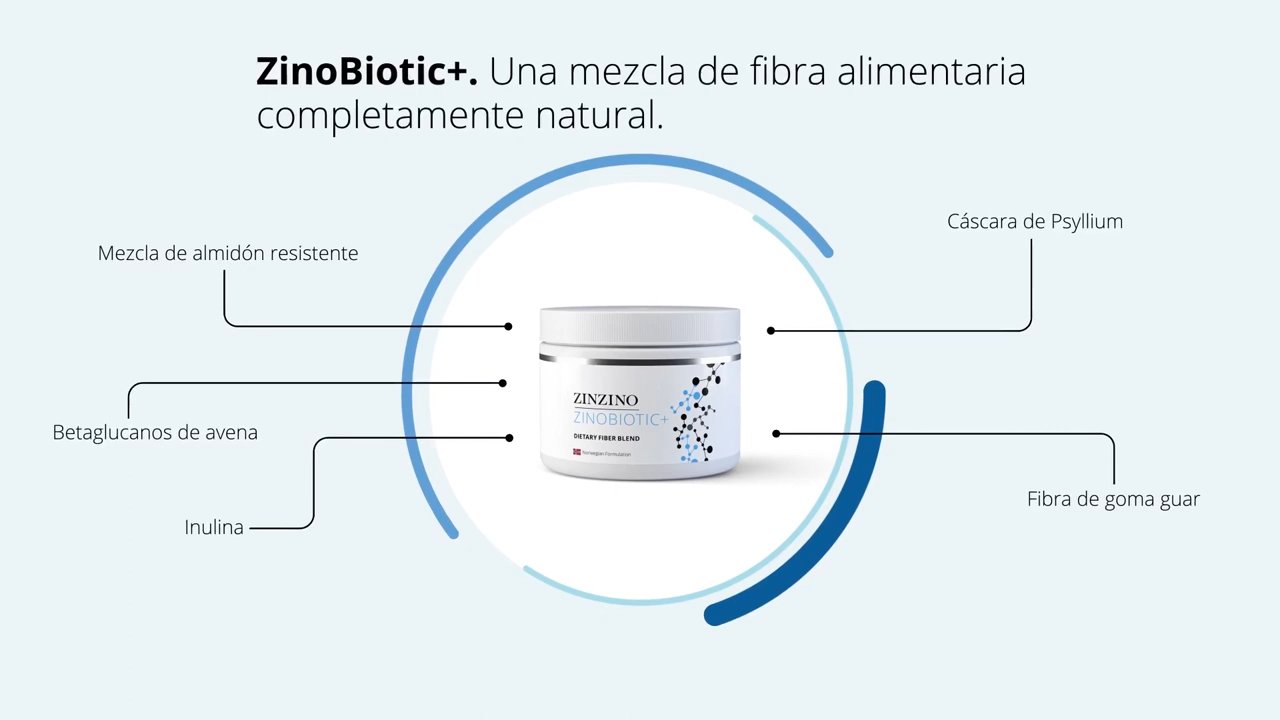 ZinoBiotic+. Una mezcla de fibra alimentaria
completamente natural.
Mezcla de almidón resistente
Cáscara de Psyllium
Betaglucanos de avena
Inulina
Fibra de goma guar
ZINZINO
ZINOBIOTIC+
DIETARY FIBER BLEND
Norwegian Formulation